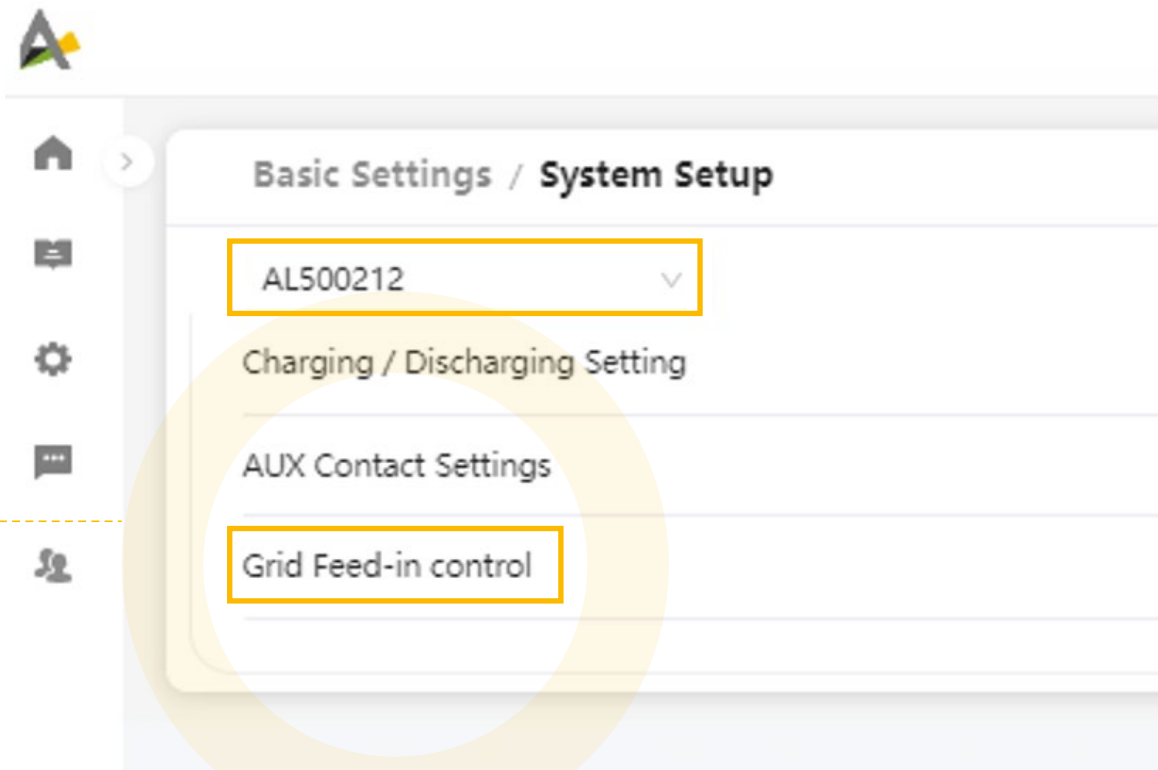 Basic Settings / System Setup
AL500212
Charging / Discharging Setting
AUX Contact Settings
Grid Feed-in control